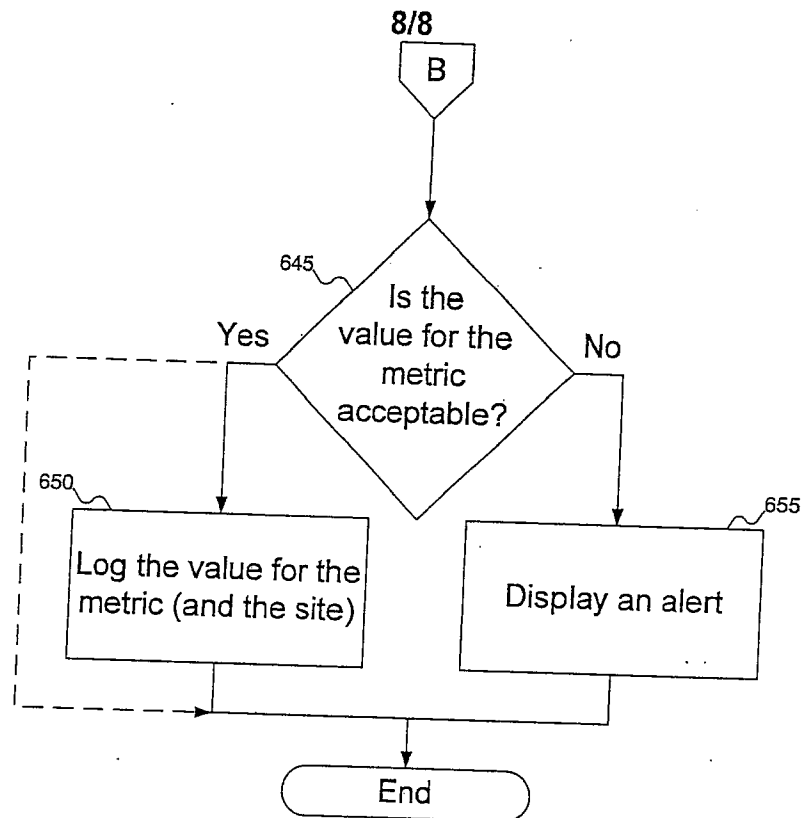 8/8
B
645
Is the
value for the
metric
acceptable?
Yes
No
650
Log the value for the
metric (and the site)
655
Display an alert
End